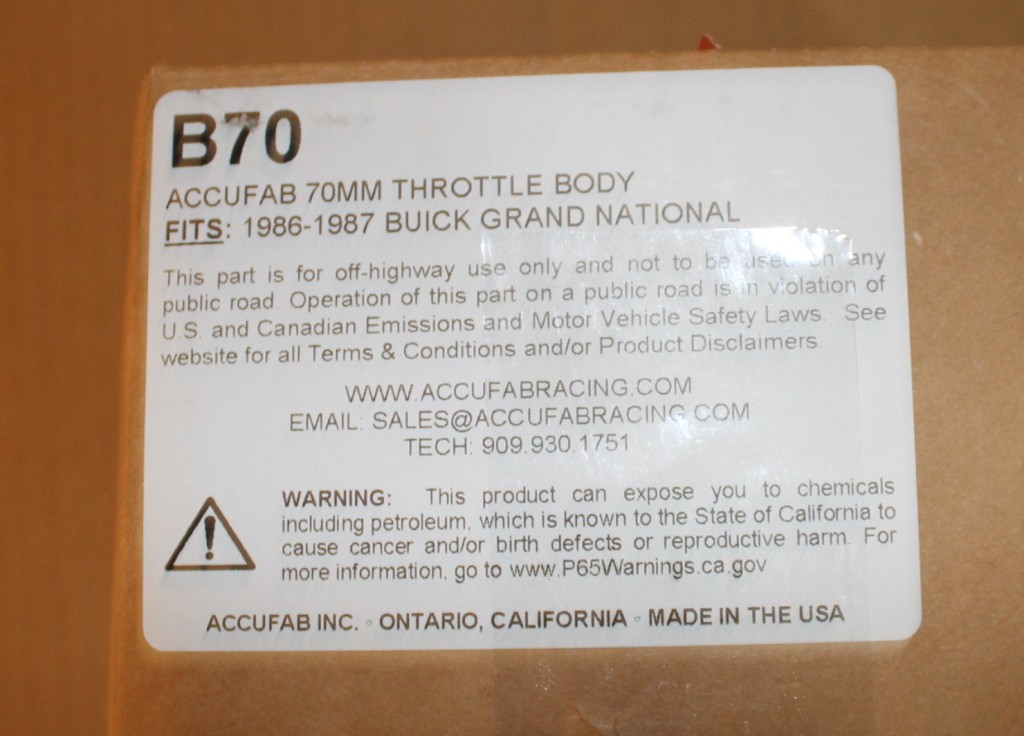 B70
ACCUFAB 70MM THROTTLE BODY
FITS: 1986-1987 BUICK GRAND NATIONAL
This part is for off-highway use only and not to be used on any
public road. Operation of this part on a public road is in violation of
U.S. and Canadian Emissions and Motor Vehicle Safety Laws. See
website for all Terms & Conditions and/or Product Disclaimers.
WWW.ACCUFABRACING.COM
EMAIL: SALES@ACCUFABRACING.COM
TECH: 909.930.1751
WARNING: This product can expose you to chemicals
including petroleum, which is known to the State of California to
cause cancer and/or birth defects or reproductive harm. For
more information, go to www.P65Warnings.ca.gov
ACCUFAB INC. ◦ ONTARIO, CALIFORNIA ◦ MADE IN THE USA